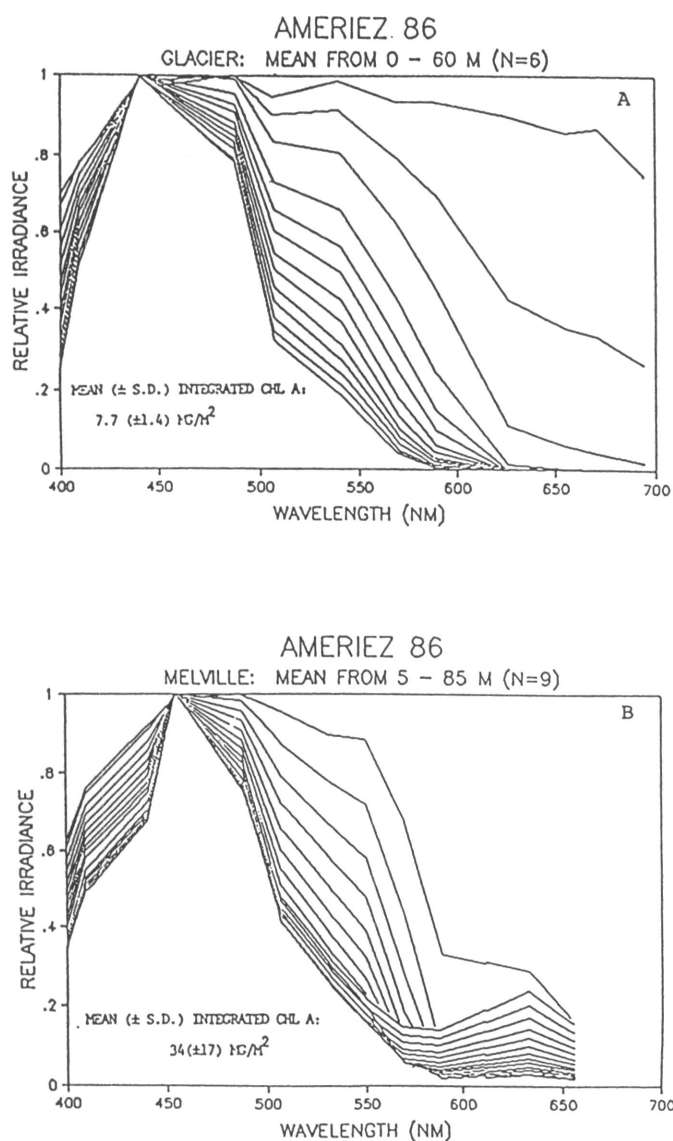 AMERIEZ 86
GLACIER: MEAN FROM 0 - 60 M (N=6)
A
RELATIVE IRRADIANCE
1
.8
.6
.4
.2
0
MEAN (± S.D.) INTEGRATED CHL A:
7.7 (±1.4) MG/M²
400 450 500 550 600 650 700
WAVELENGTH (NM)
AMERIEZ 86
MELVILLE: MEAN FROM 5 - 85 M (N=9)
B
RELATIVE IRRADIANCE
1
.8
.6
.4
.2
0
MEAN (± S.D.) INTEGRATED CHL A:
34(±17) MG/M²
400 450 500 550 600 650 700
WAVELENGTH (NM)